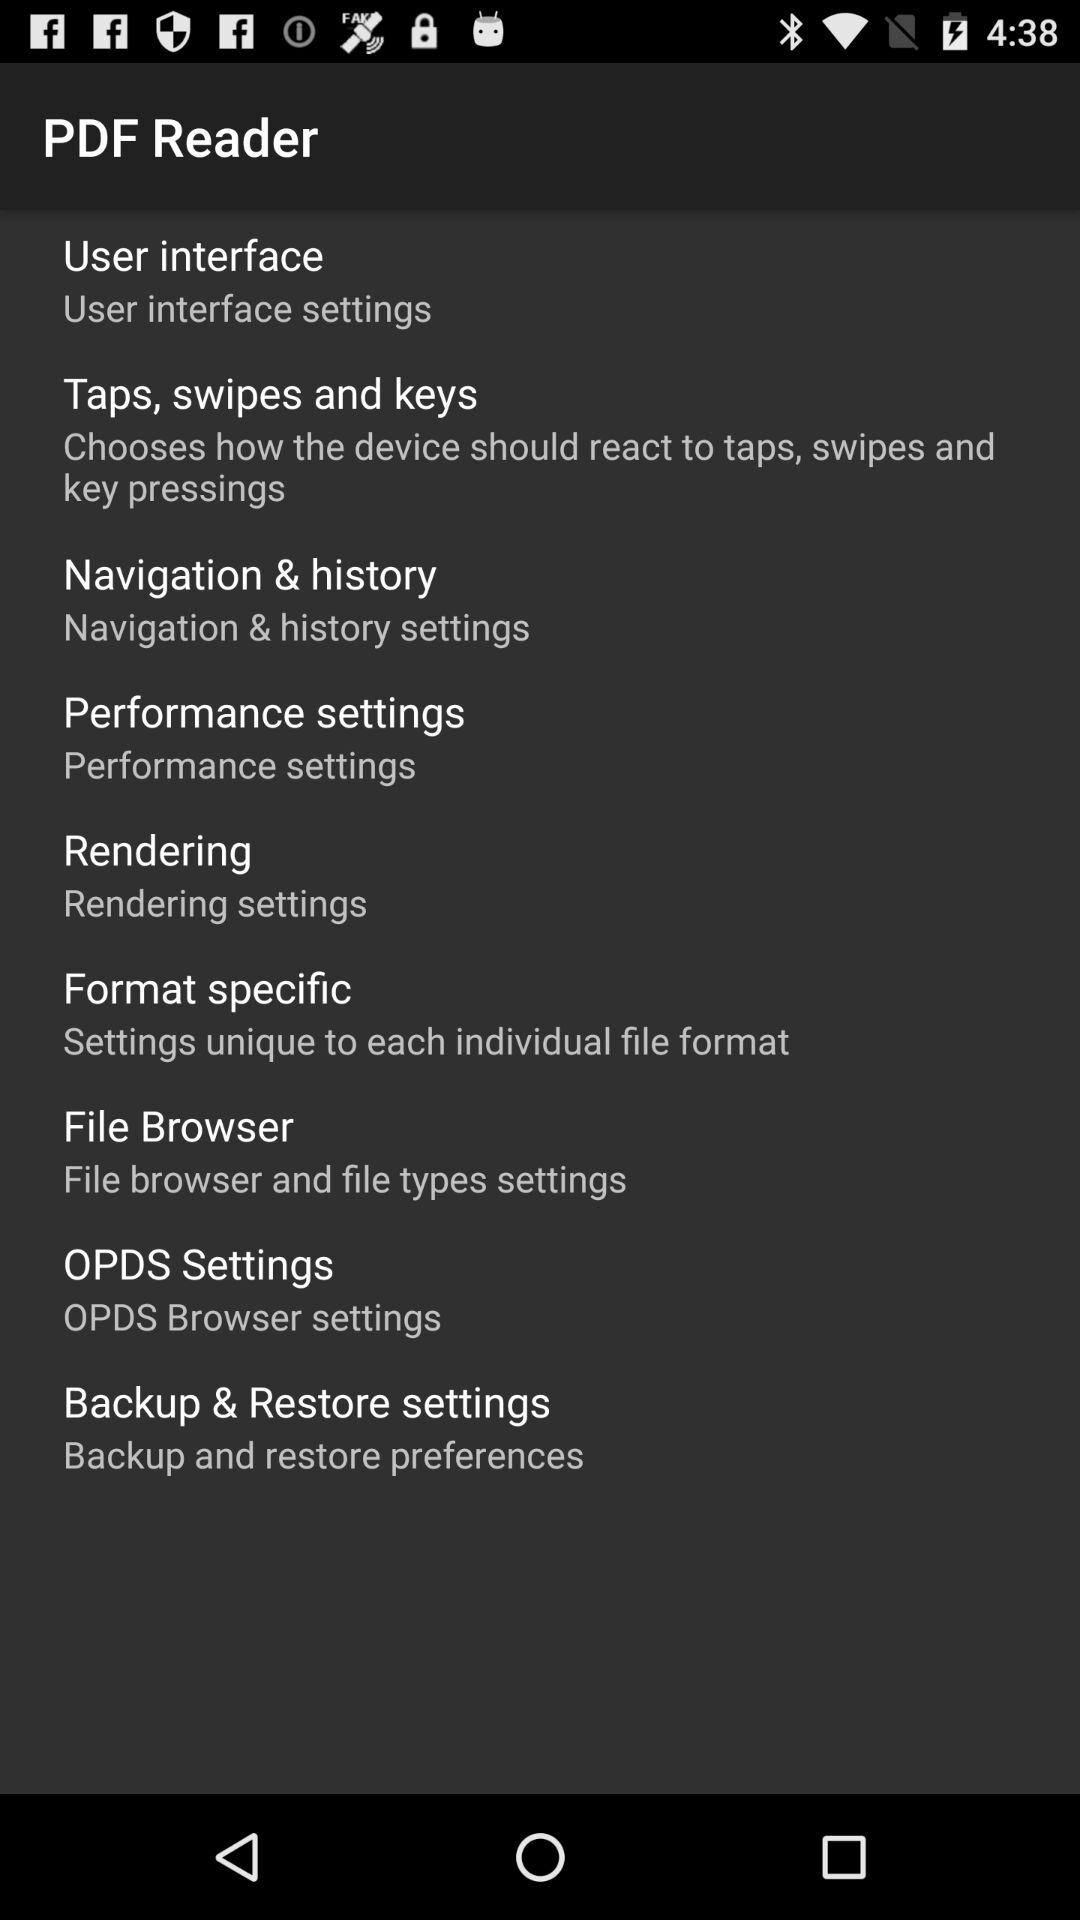 FAKE 4:38
PDF Reader
User interface
User interface settings
Taps, swipes and keys
Chooses how the device should react to taps, swipes and
key pressings
Navigation & history
Navigation & history settings
Performance settings
Performance settings
Rendering
Rendering settings
Format specific
Settings unique to each individual file format
File Browser
File browser and file types settings
OPDS Settings
OPDS Browser settings
Backup & Restore settings
Backup and restore preferences